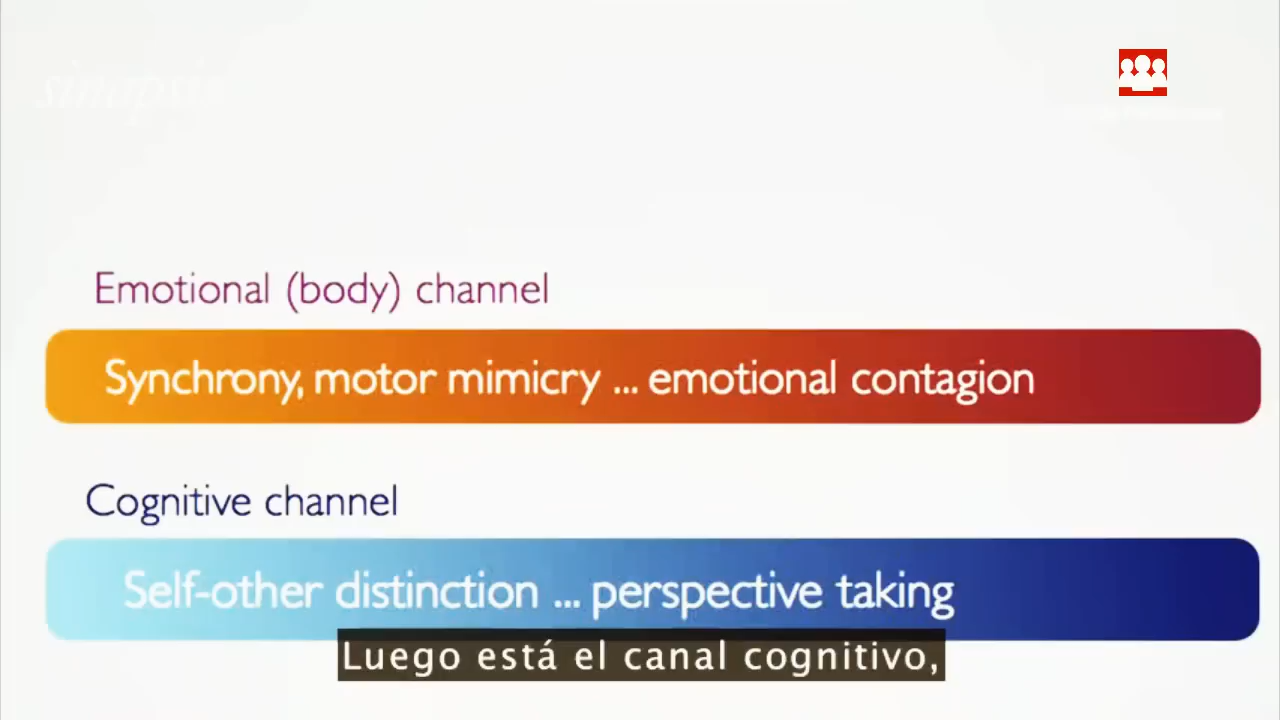 Emotional (body) channel
Synchrony, motor mimicry ... emotional contagion
Cognitive channel
Self-other distinction ... perspective taking
Luego está el canal cognitivo,